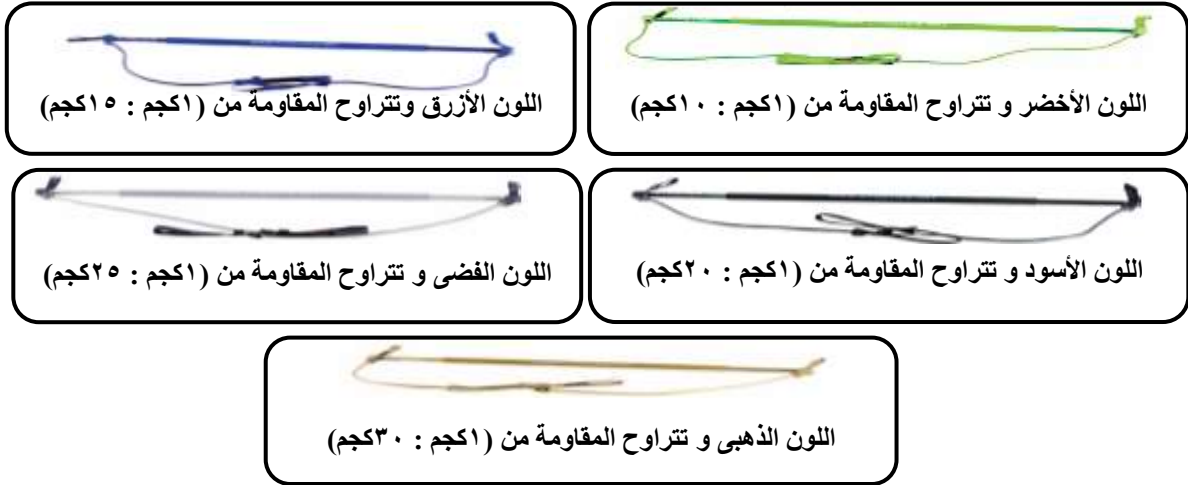 اللون الأخضر و تتراوح المقاومة من (١كجم : ١٠كجم)
اللون الأزرق وتتراوح المقاومة من (١كجم : ١٥كجم)
اللون الأسود و تتراوح المقاومة من (١كجم : ٢٠كجم)
اللون الفضى و تتراوح المقاومة من (١كجم : ٢٥كجم)
اللون الذهبى و تتراوح المقاومة من (١كجم : ٣٠كجم)